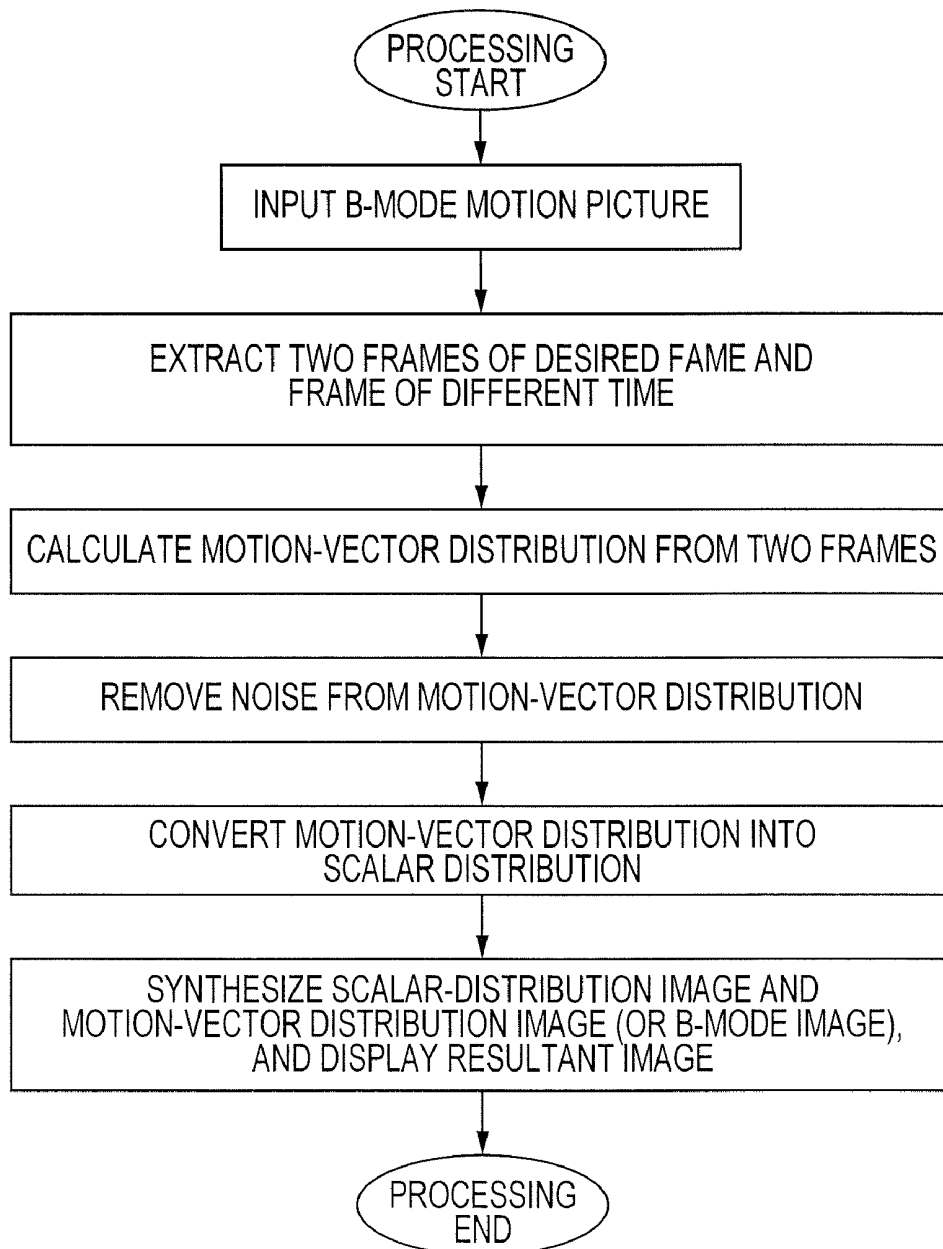 PROCESSING
START
INPUT B-MODE MOTION PICTURE
EXTRACT TWO FRAMES OF DESIRED FAME AND
FRAME OF DIFFERENT TIME
CALCULATE MOTION-VECTOR DISTRIBUTION FROM TWO FRAMES
REMOVE NOISE FROM MOTION-VECTOR DISTRIBUTION
CONVERT MOTION-VECTOR DISTRIBUTION INTO
SCALAR DISTRIBUTION
SYNTHESIZE SCALAR-DISTRIBUTION IMAGE AND
MOTION-VECTOR DISTRIBUTION IMAGE (OR B-MODE IMAGE),
AND DISPLAY RESULTANT IMAGE
PROCESSING
END